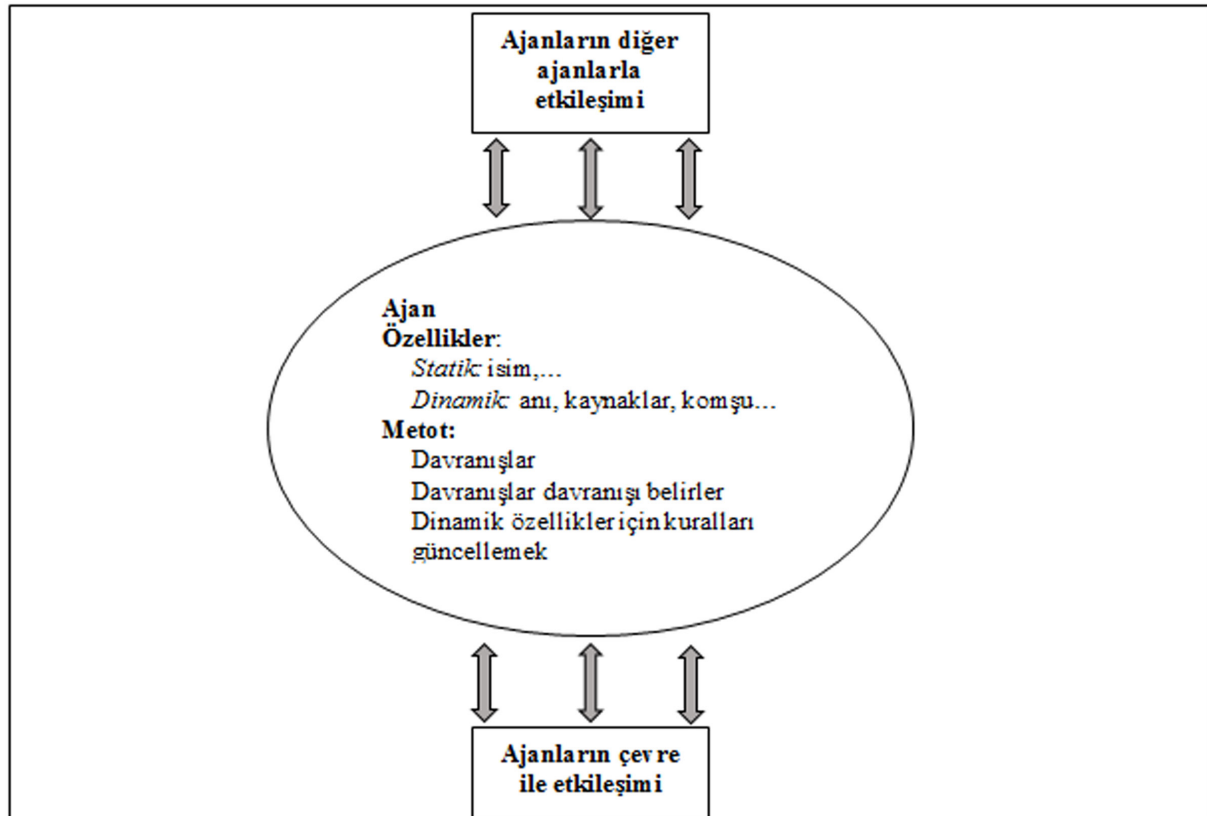 Ajanların diğer
ajanlarla
etkileşimi
Ajan
Özellikler:
Statik: isim,...
Dinamik: anı, kaynaklar, komşu...
Metot:
Davranışlar
Davranışlar davranışı belirler
Dinamik özellikler için kuralları
güncellemek
Ajanların çevre
ile etkileşimi